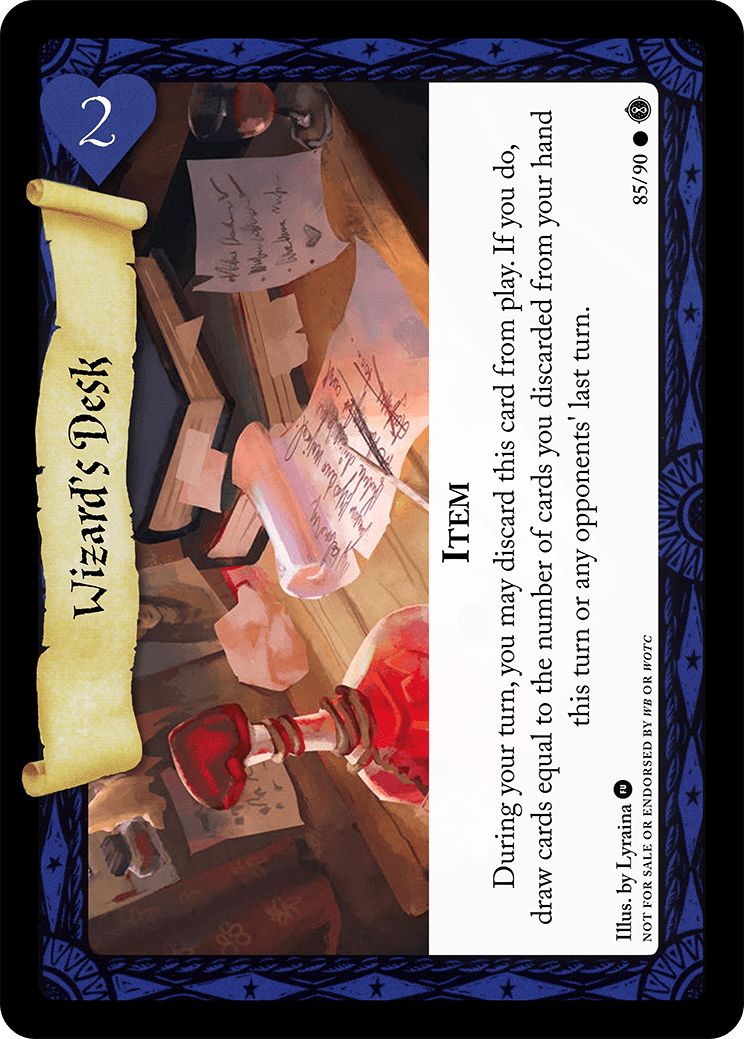 2
Wizard's Desk
ITEM
During your turn, you may discard this card from play. If you do,
draw cards equal to the number of cards you discarded from your hand
this turn or any opponents' last turn.
Illus. by Lyraina FU
85/90
NOT FOR SALE OR ENDORSED BY WB OR WOTC